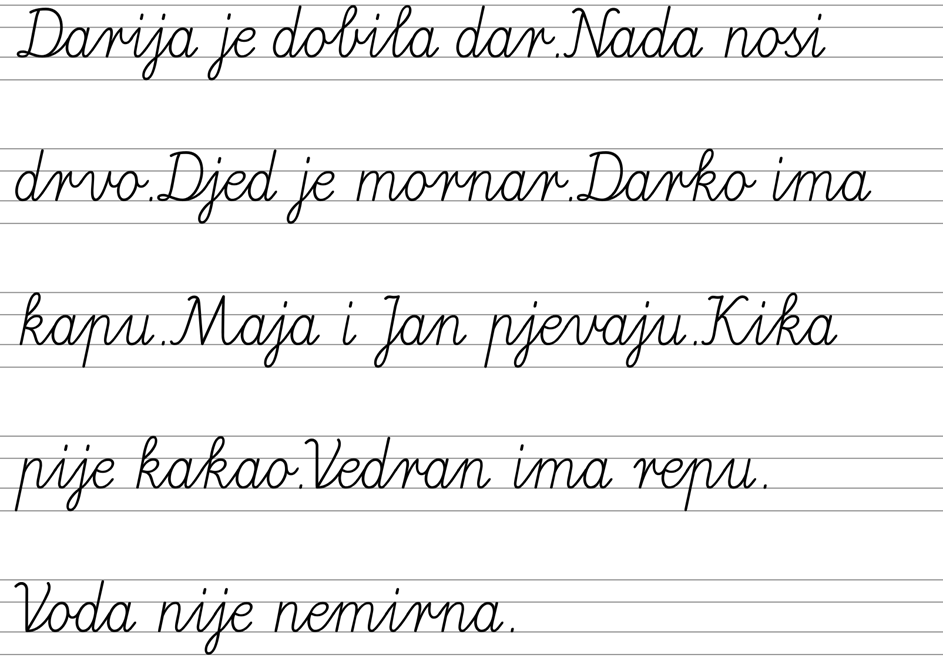 Darija je dobila dar.Nada nosi
drvo.Djed je mornar.Darko ima
kapu.Maja i Jan pjevaju.Kika
pije kakao.Vedran ima repu.
Voda nije nemirna.